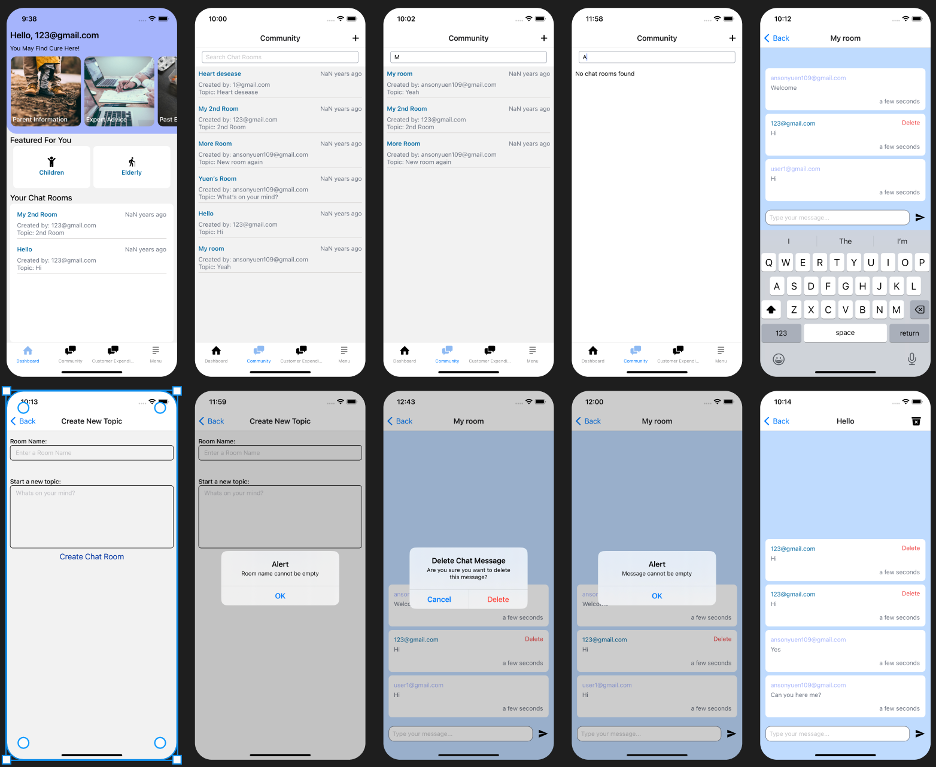 9:38
Hello, 123@gmail.com
You May Find Cure Here!
Parent Information
Expert Advice
Past E
Featured For You
Children
Elderly
Your Chat Rooms
My 2nd Room
NaN years ago
Created by: 123@gmail.com
Topic: 2nd Room
Hello
NaN years ago
Created by: 123@gmail.com
Topic: Hi
Dashboard
Community
Customer Expendi...
Menu
10:00
Community
+
Search Chat Rooms
Heart desease
NaN years ago
Created by: 1@gmail.com
Topic: Heart desease
My 2nd Room
NaN years ago
Created by: 123@gmail.com
Topic: 2nd Room
More Room
NaN years ago
Created by: ansonyuen109@gmail.com
Topic: New room again
Yuen's Room
NaN years ago
Created by: ansonyuen109@gmail.com
Topic: What's on your mind?
Hello
NaN years ago
Created by: 123@gmail.com
Topic: Hi
My room
NaN years ago
Created by: ansonyuen109@gmail.com
Topic: Yeah
Dashboard
Community
Customer Expendi...
Menu
10:02
Community
+
M
My room
NaN years ago
Created by: ansonyuen109@gmail.com
Topic: Yeah
My 2nd Room
NaN years ago
Created by: 123@gmail.com
Topic: 2nd Room
More Room
NaN years ago
Created by: ansonyuen109@gmail.com
Topic: New room again
Dashboard
Community
Customer Expendi...
Menu
11:58
Community
+
A
No chat rooms found
Dashboard
Community
Customer Expendi...
Menu
10:12
Back
My room
ansonyuen109@gmail.com
Welcome
a few seconds
123@gmail.com
Delete
Hi
a few seconds
user1@gmail.com
Hi
a few seconds
Type your message...
I
The
I'm
Q W E R T Y U I O P
A S D F G H J K L
Z X C V B N M
123
space
return
10:13
Back
Create New Topic
Room Name:
Enter a Room Name
Start a new topic:
Whats on your mind?
Create Chat Room
11:59
Back
Create New Topic
Room Name:
Enter a Room Name
Start a new topic:
Whats on your mind?
Alert
Room name cannot be empty
OK
12:43
Back
My room
Delete Chat Message
Are you sure you want to delete
this message?
Cancel
Delete
a few seconds
123@gmail.com
Delete
Hi
a few seconds
user1@gmail.com
Hi
a few seconds
Type your message...
12:00
Back
My room
Alert
Message cannot be empty
OK
a few seconds
123@gmail.com
Delete
Hi
a few seconds
user1@gmail.com
Hi
a few seconds
Type your message...
10:14
Back
Hello
123@gmail.com
Delete
Hi
a few seconds
123@gmail.com
Delete
Hi
a few seconds
ansonyuen109@gmail.com
Yes
a few seconds
ansonyuen109@gmail.com
Can you here me?
a few seconds
Type your message...